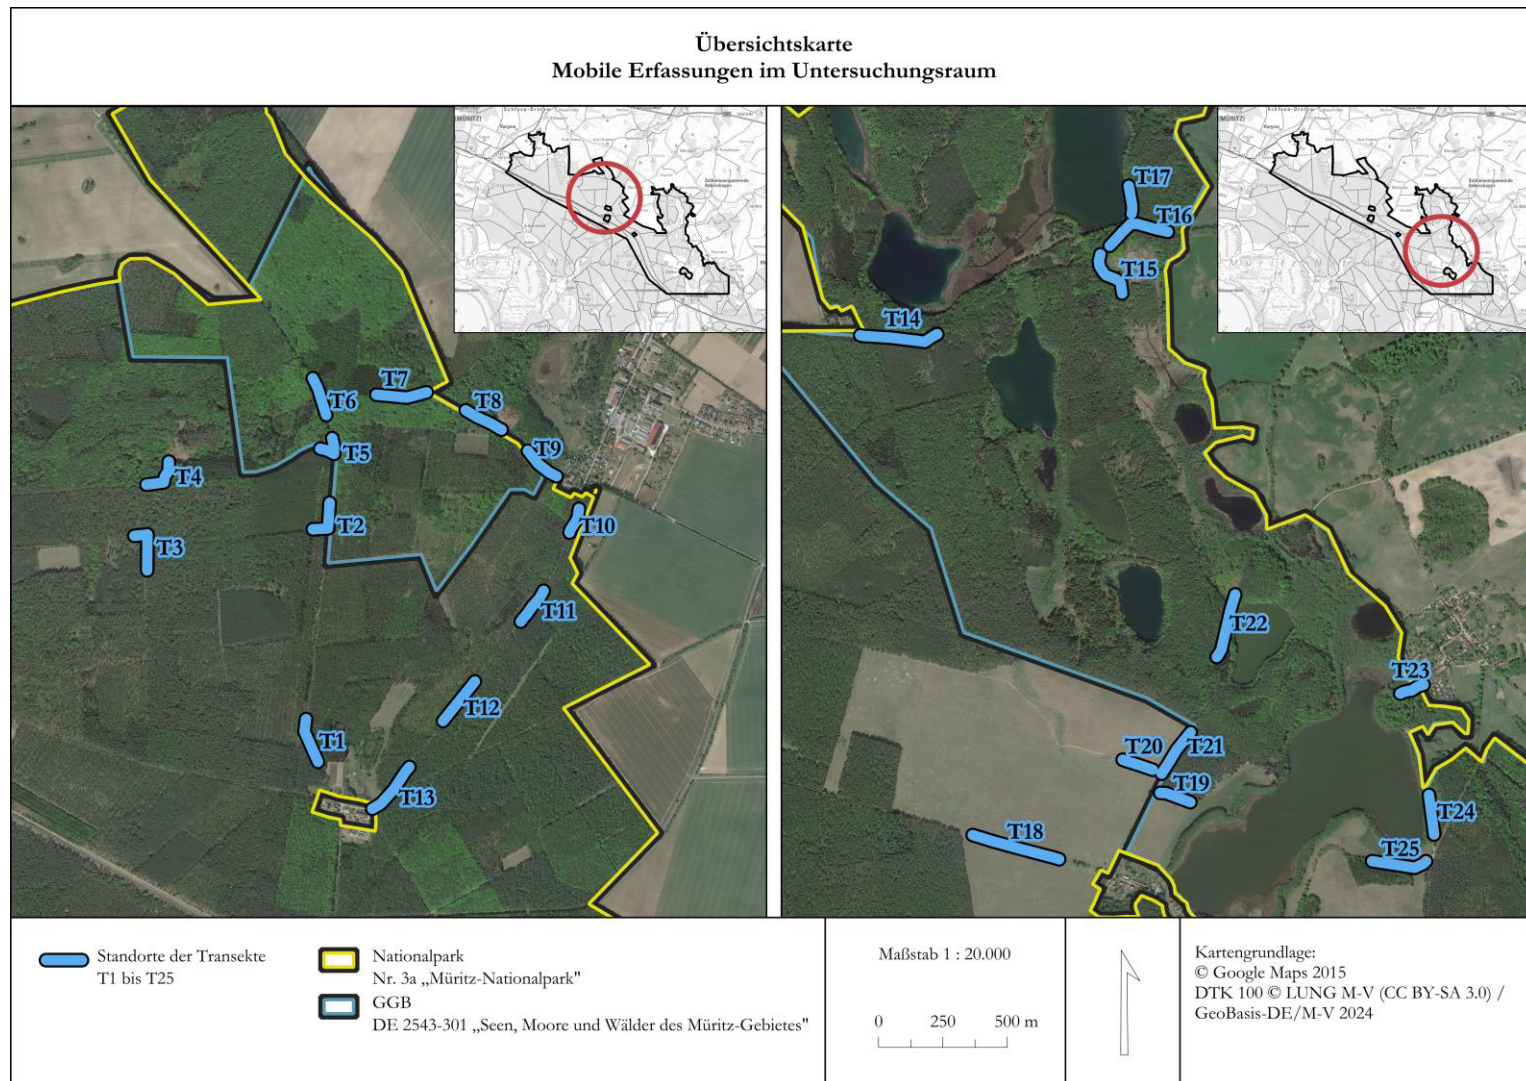 Übersichtskarte
Mobile Erfassungen im Untersuchungsraum
T17
T16
T15
T14
T6
T7
T8
T5
T9
T4
T2
T10
T3
T11
T22
T23
T12
T1
T20
T21
T13
T19
T24
T18
T25
Standorte der Transekte
T1 bis T25
Nationalpark
Nr. 3a „Müritz-Nationalpark"
GGB
DE 2543-301 „Seen, Moore und Wälder des Müritz-Gebietes"
Maßstab 1 : 20.000
0 250 500 m
Kartengrundlage:
© Google Maps 2015
DTK 100 © LUNG M-V (CC BY-SA 3.0) /
GeoBasis-DE/M-V 2024